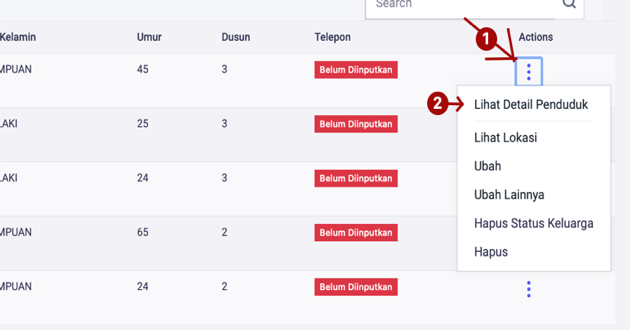 Search
Kelamin Umur Dusun Telepon Actions
1
MPUAN 45 3 Belum Diinputkan
2 Lihat Detail Penduduk
LAKI 25 3 Belum Diinputkan
Lihat Lokasi
Ubah
LAKI 24 3 Belum Diinputkan
Ubah Lainnya
Hapus Status Keluarga
MPUAN 65 2 Belum Diinputkan
Hapus
MPUAN 24 2 Belum Diinputkan